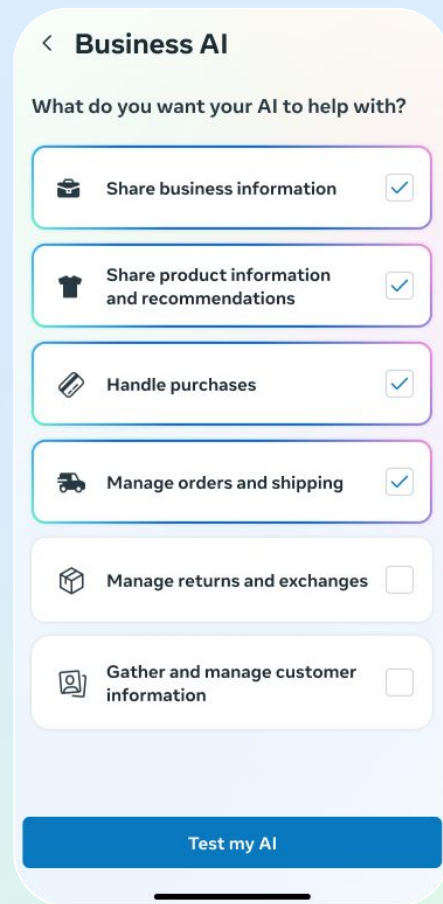 Business AI
What do you want your AI to help with?
Share business information
Share product information
and recommendations
Handle purchases
Manage orders and shipping
Manage returns and exchanges
Gather and manage customer
information
Test my AI